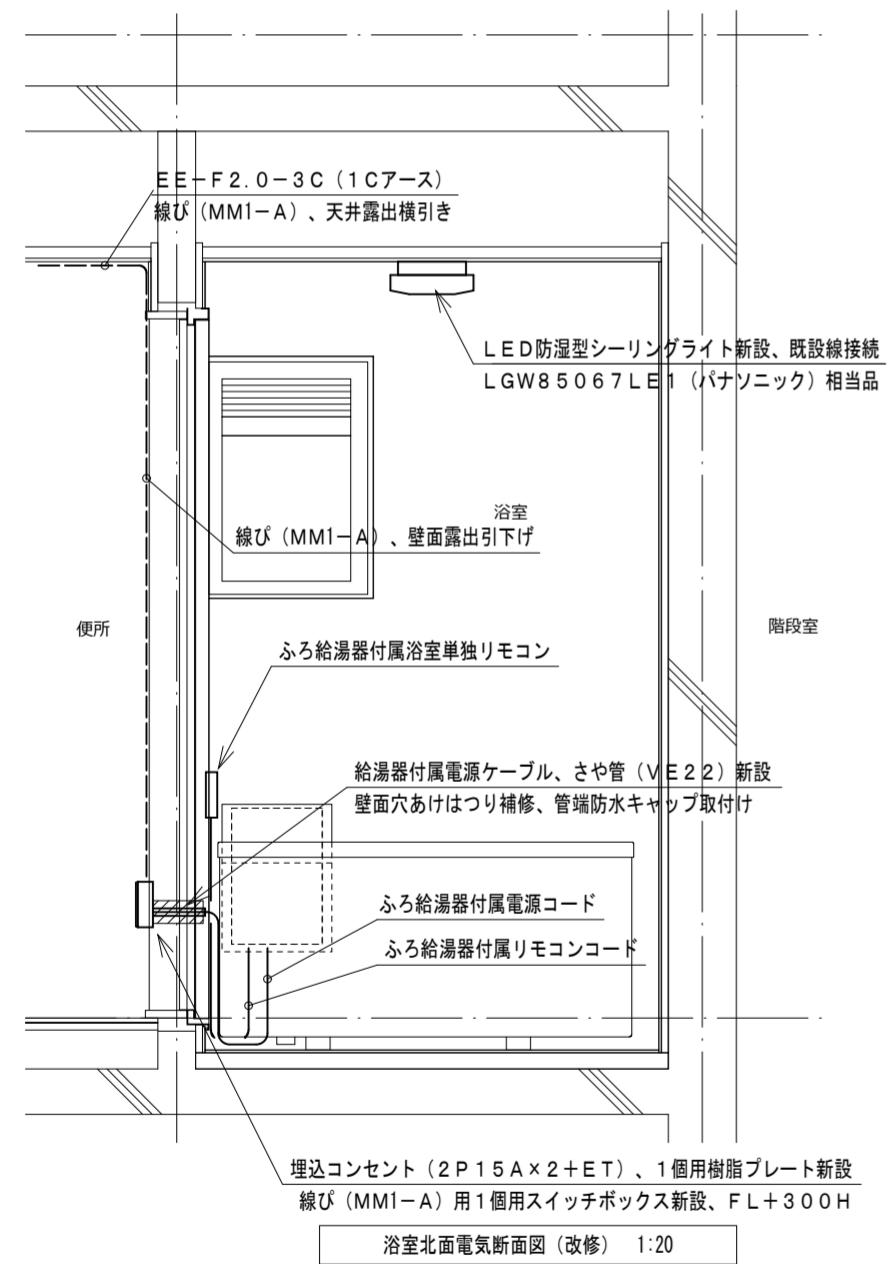 EE－F2.0－3C（1Cアース）
線ぴ（MM1－A）、天井露出横引き
LED防湿型シーリングライト新設、既設線接続
LGW85067LE1（パナソニック）相当品
浴室
線ぴ（MM1－A）、壁面露出引下げ
便所
階段室
ふろ給湯器付属浴室単独リモコン
給湯器付属電源ケーブル、さや管（VE22）新設
壁面穴あけはつり補修、管端防水キャップ取付け
ふろ給湯器付属電源コード
ふろ給湯器付属リモコンコード
埋込コンセント（2P15A×2+ET）、1個用樹脂プレート新設
線ぴ（MM1－A）用1個用スイッチボックス新設、FL+300H
浴室北面電気断面図（改修） 1:20